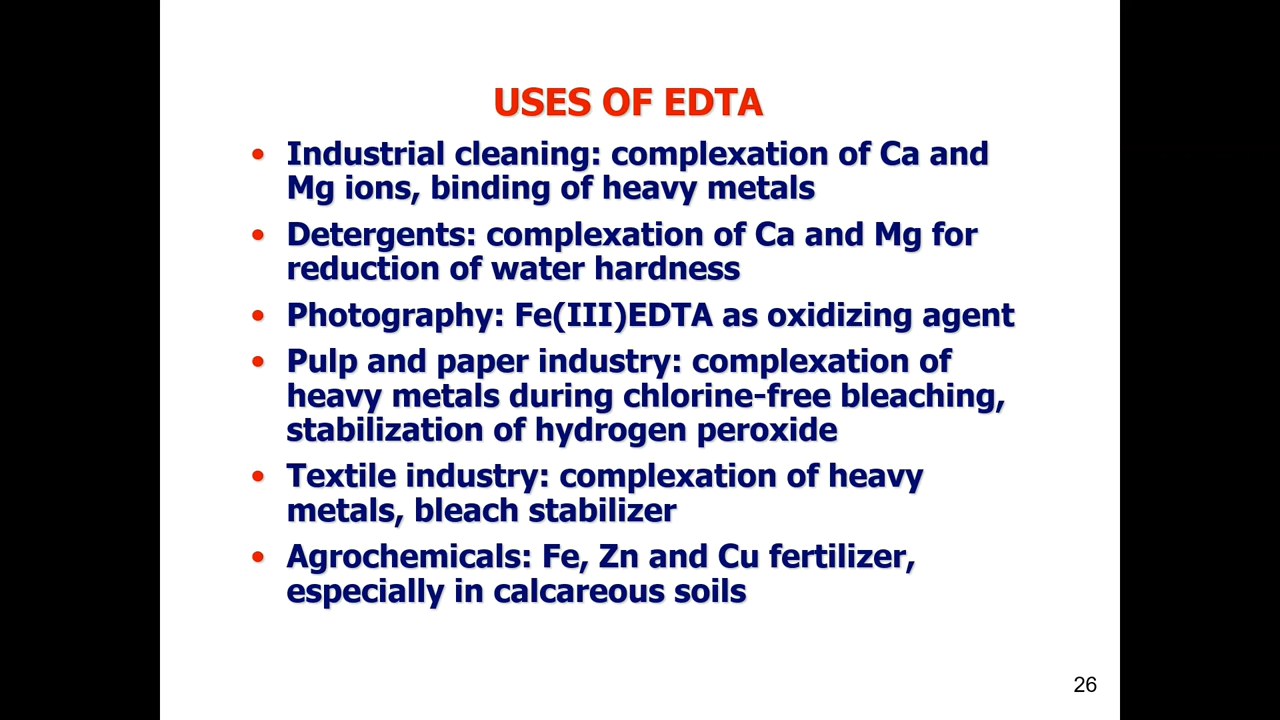 USES OF EDTA
• Industrial cleaning: complexation of Ca and
Mg ions, binding of heavy metals
• Detergents: complexation of Ca and Mg for
reduction of water hardness
• Photography: Fe(III)EDTA as oxidizing agent
• Pulp and paper industry: complexation of
heavy metals during chlorine-free bleaching,
stabilization of hydrogen peroxide
• Textile industry: complexation of heavy
metals, bleach stabilizer
• Agrochemicals: Fe, Zn and Cu fertilizer,
especially in calcareous soils
26